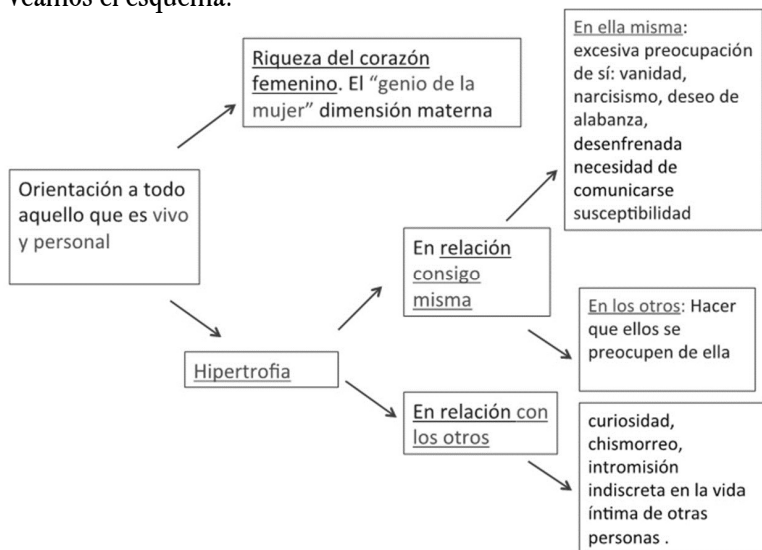 Veamos el esquema:
Riqueza del corazón
femenino. El “genio de la
mujer” dimensión materna
Orientación a todo
aquello que es vivo
y personal
Hipertrofia
En relación
consigo
misma
En relación con
los otros
En ella misma:
excesiva preocupación
de sí: vanidad,
narcisismo, deseo de
alabanza,
desenfrenada
necesidad de
comunicarse
susceptibilidad
En los otros: Hacer
que ellos se
preocupen de ella
curiosidad,
chismorreo,
intromisión
indiscreta en la vida
íntima de otras
personas .